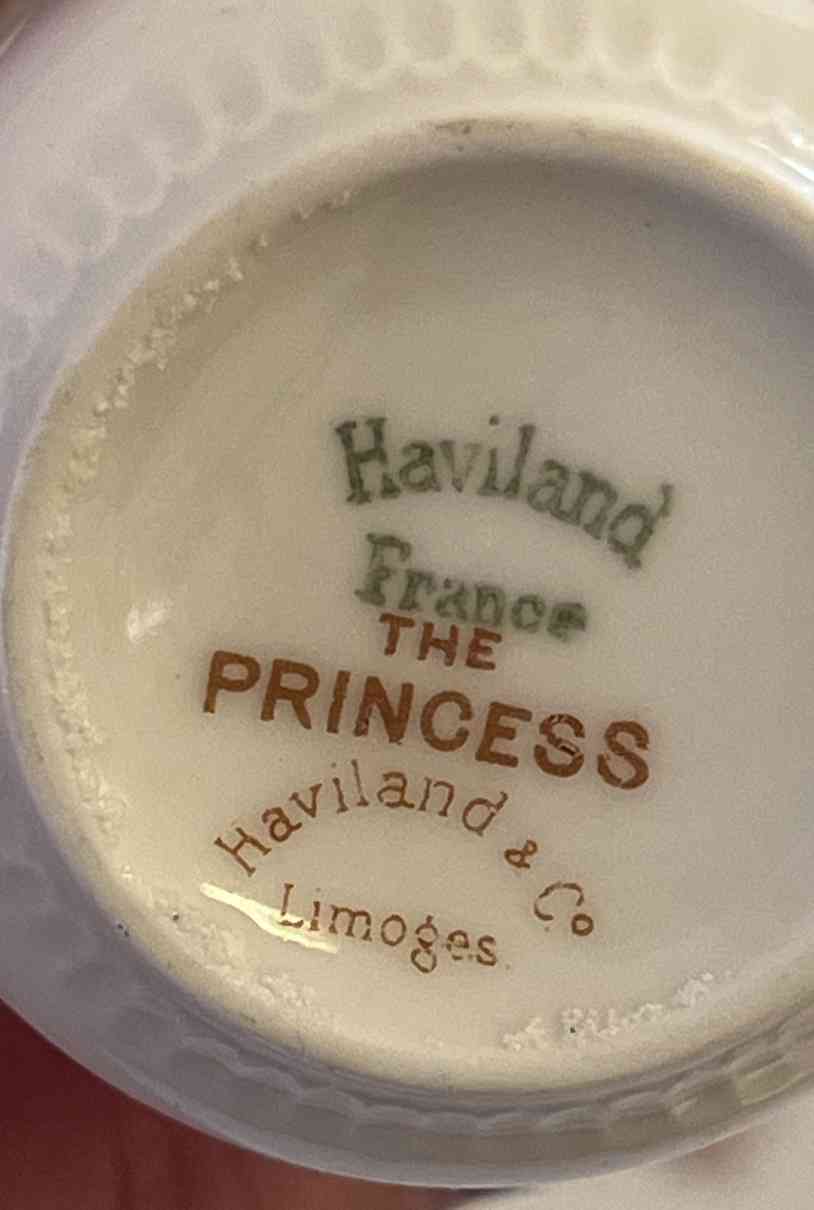 Haviland
France
THE
PRINCESS
Haviland & Co
Limoges.